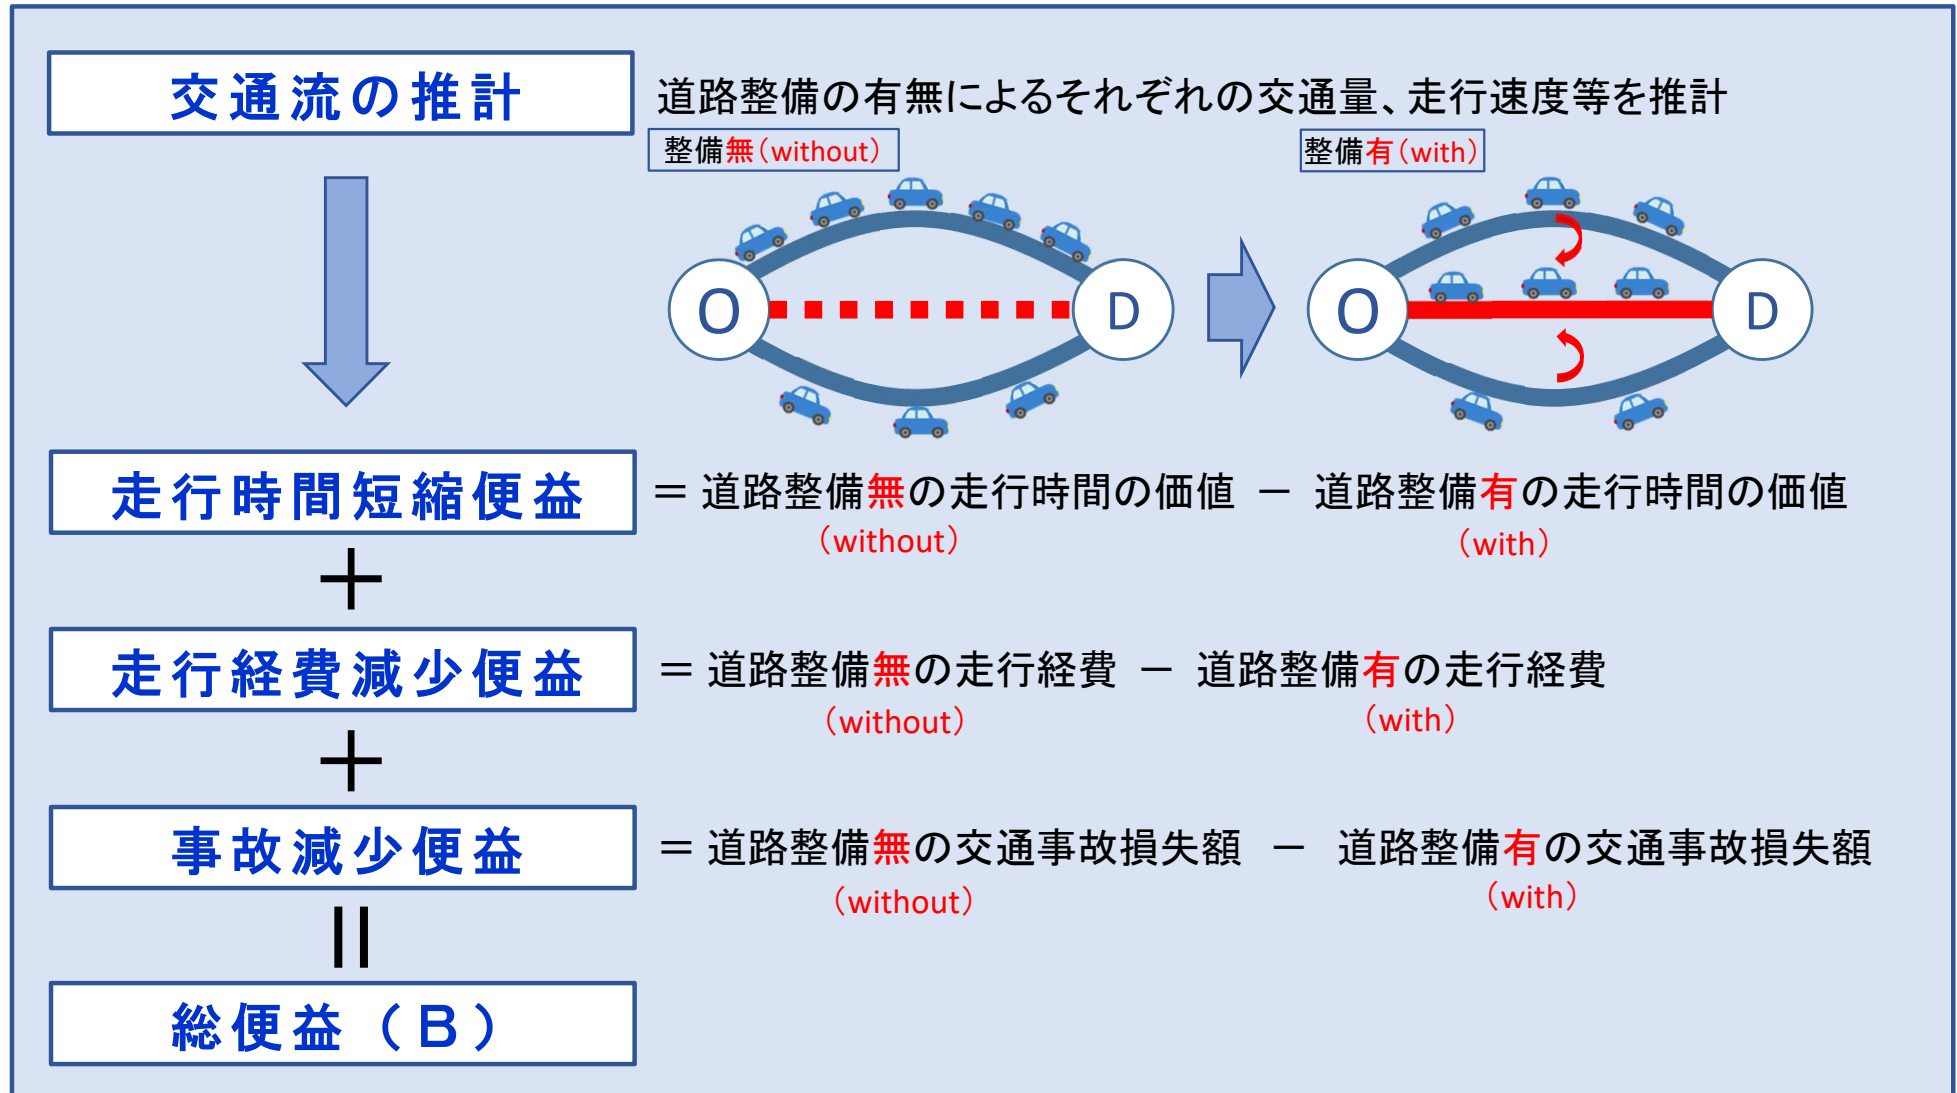 交通流の推計
道路整備の有無によるそれぞれの交通量、走行速度等を推計
整備無（without）
整備有（with）
O
D
O
D
走行時間短縮便益
＝ 道路整備無の走行時間の価値 － 道路整備有の走行時間の価値
（without）
（with）
＋
走行経費減少便益
＝ 道路整備無の走行経費 － 道路整備有の走行経費
（without）
（with）
＋
事故減少便益
＝ 道路整備無の交通事故損失額 － 道路整備有の交通事故損失額
（without）
（with）
＝
総便益（Ｂ）